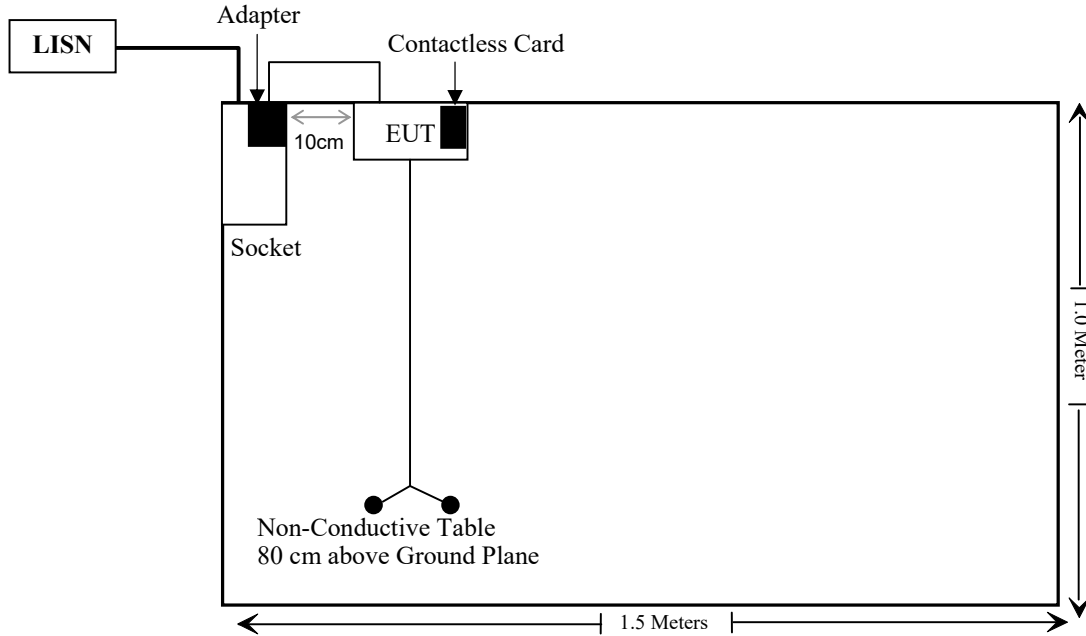 Adapter
LISN
Contactless Card
EUT
10cm
Socket
1.0 Meter
Non-Conductive Table
80 cm above Ground Plane
1.5 Meters